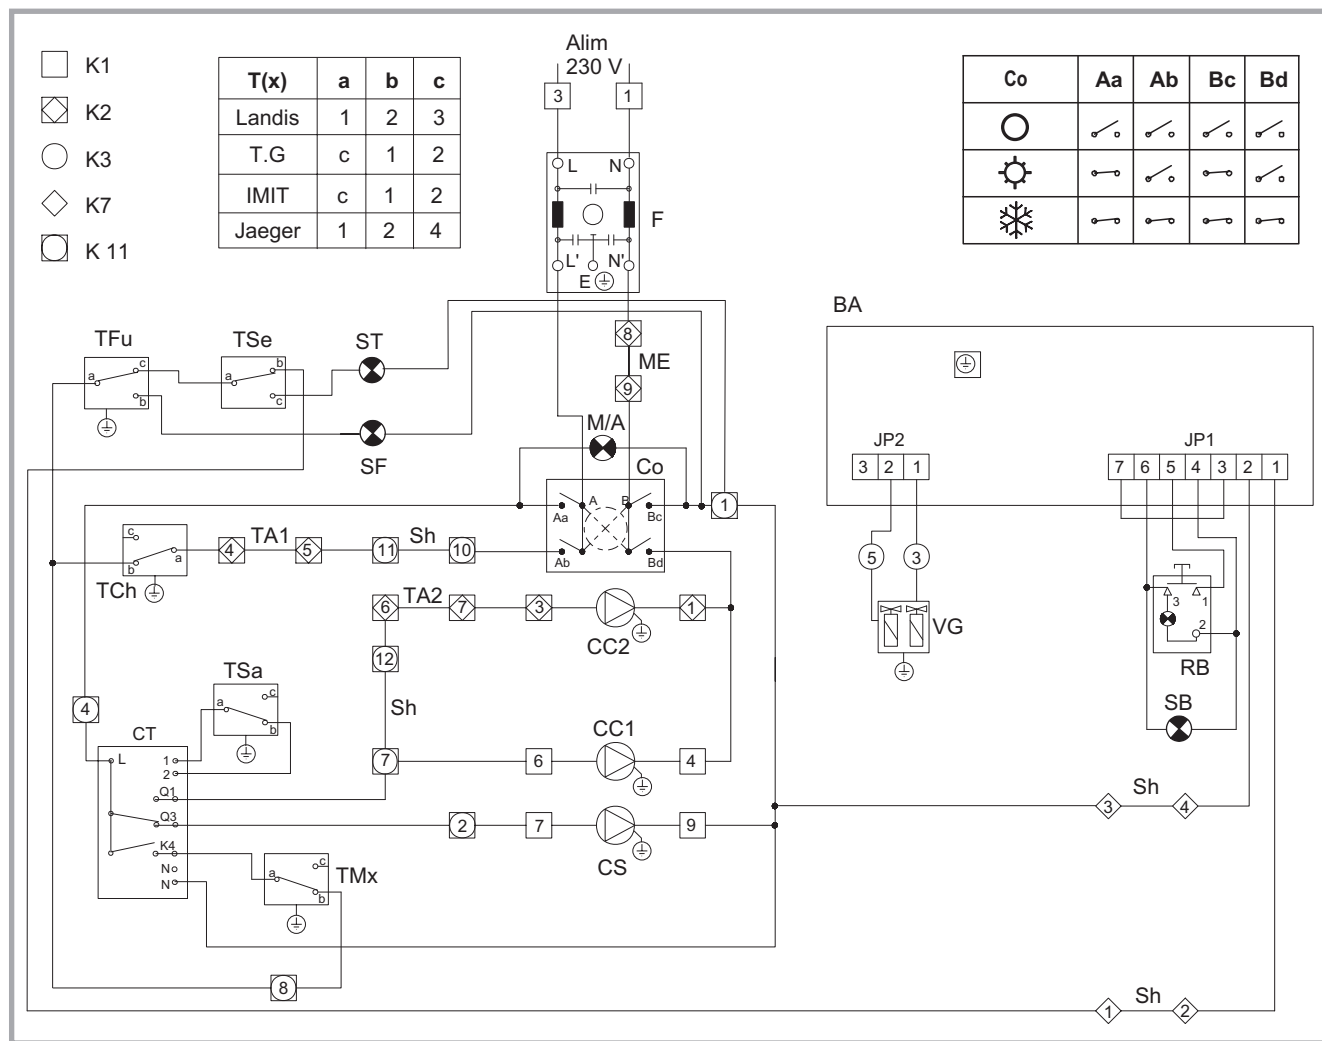 Alim
230 V
K1
K2
K3
K7
K 11
T(x) a b c
Landis 1 2 3
T.G c 1 2
IMIT c 1 2
Jaeger 1 2 4
3 1
L N
F
L' N'
E
Co Aa Ab Bc Bd
8
ME
9
BA
TFu
a c b
TSe
a b c
ST
SF
M/A
Co
A B
Aa Bc
Ab Bd
1
JP2
3 2 1
JP1
7 6 5 4 3 2 1
TCh
c a b
4 TA1 5 11 Sh 10
6 TA2 7 3 1
CC2
12
Sh
5 3
VG
3 1
2
RB
SB
TSa
c a b
4
CT
L 1
2
Q1
Q3
K4
N
N
7 6 CC1 4
2 7 9
CS
TMx
a c b
8
3 Sh 4
1 Sh 2